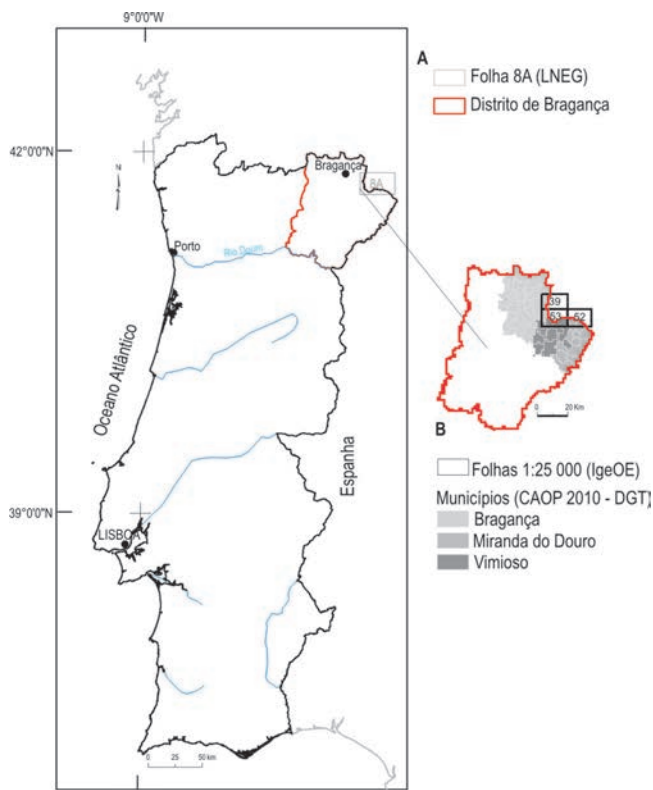 9°0'0"W
42°0'0"N
Bragança
8A
Porto
Rio Douro
Oceano Atlântico
Espanha
39°0'0"N
LISBOA
0 25 50 km
A
Folha 8A (LNEG)
Distrito de Bragança
39
53 52
0 20 Km
B
Folhas 1:25 000 (IgeOE)
Municípios (CAOP 2010 - DGT)
Bragança
Miranda do Douro
Vimioso